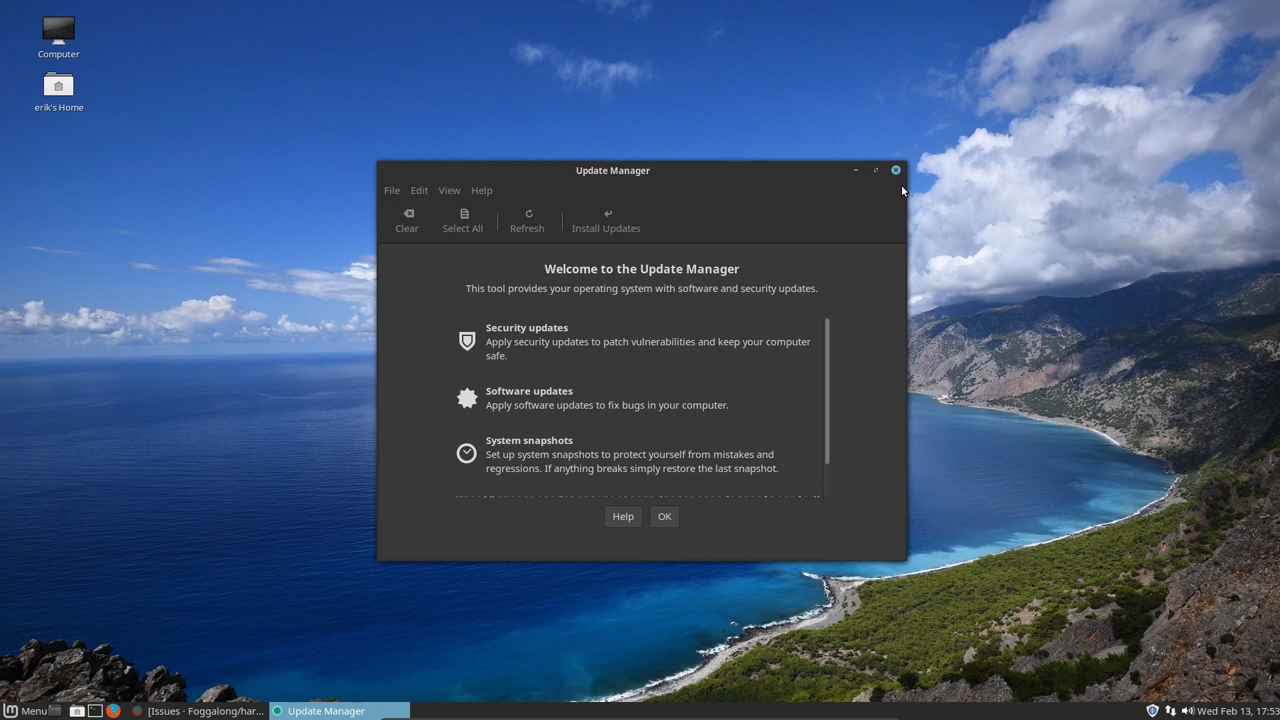 Computer
erik's Home
Update Manager
File Edit View Help
Clear Select All Refresh Install Updates
Welcome to the Update Manager
This tool provides your operating system with software and security updates.
Security updates
Apply security updates to patch vulnerabilities and keep your computer
safe.
Software updates
Apply software updates to fix bugs in your computer.
System snapshots
Set up system snapshots to protect yourself from mistakes and
regressions. If anything breaks simply restore the last snapshot.
Help OK
Menu [Issues · Foggalong/har... Update Manager Wed Feb 13, 17:53